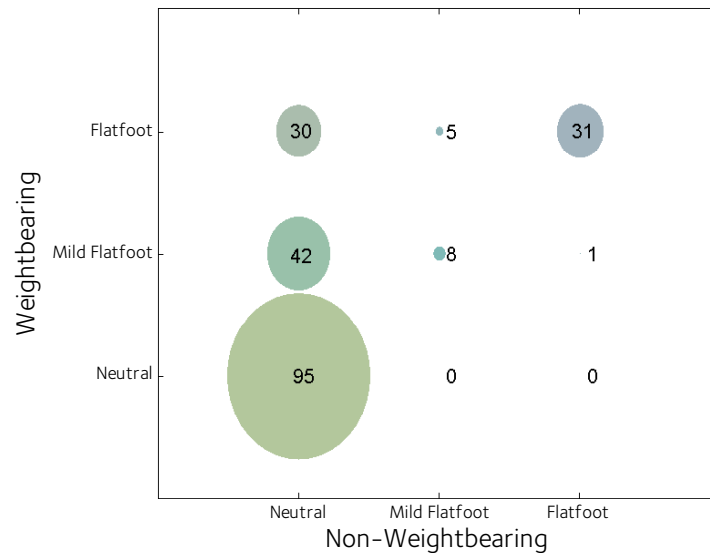 Weightbearing
Flatfoot 30 5 31
Mild Flatfoot 42 8 1
Neutral 95 0 0
Neutral Mild Flatfoot Flatfoot
Non-Weightbearing